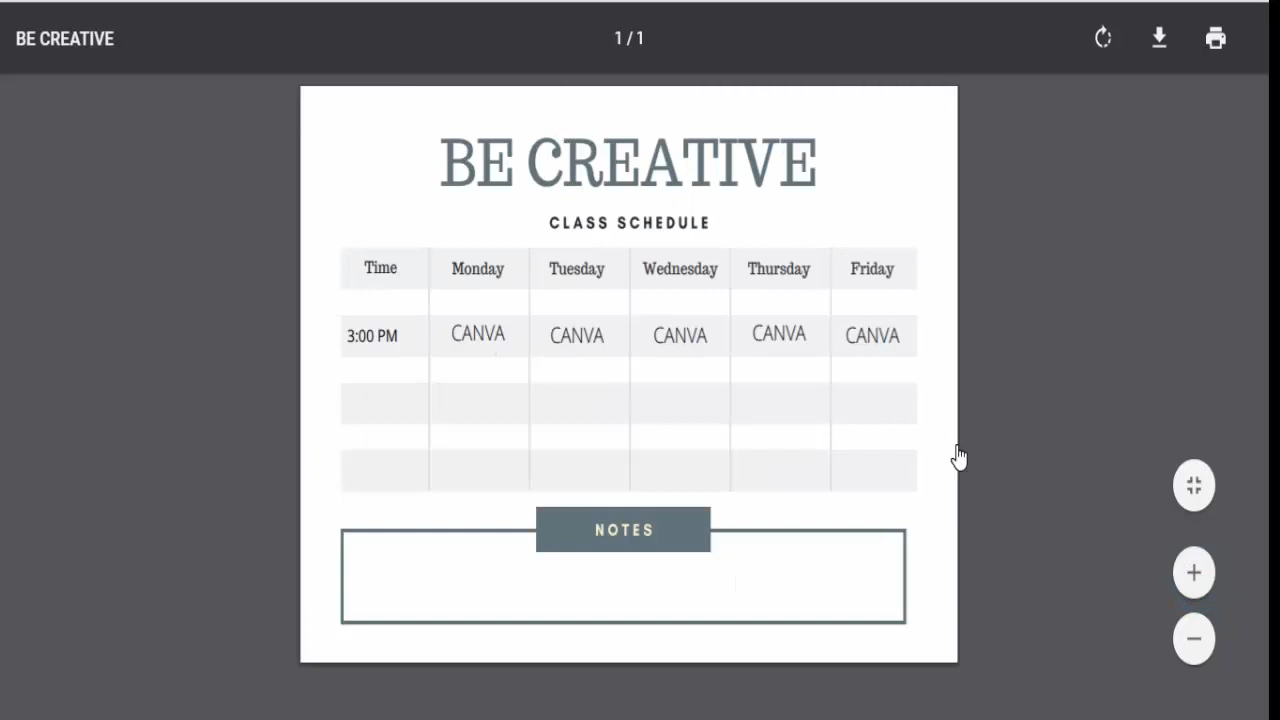 BE CREATIVE
1 / 1
BE CREATIVE
CLASS SCHEDULE
Time Monday Tuesday Wednesday Thursday Friday
3:00 PM CANVA CANVA CANVA CANVA CANVA
NOTES